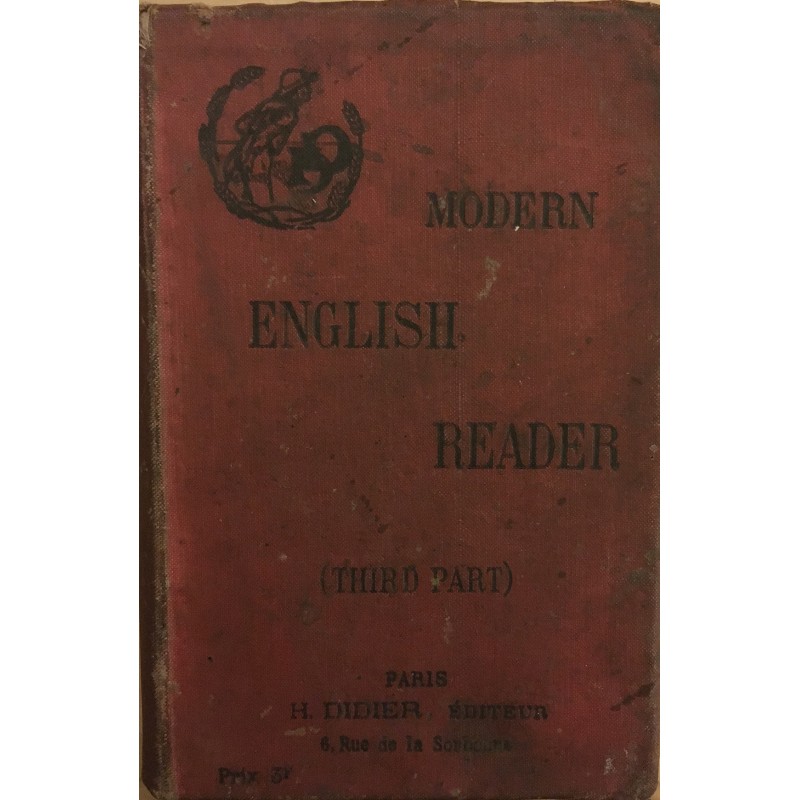 MODERN
ENGLISH
READER
(THIRD PART)
PARIS
H. DIDIER, ÉDITEUR
6, Rue de la Sorbonne
Prix 3f